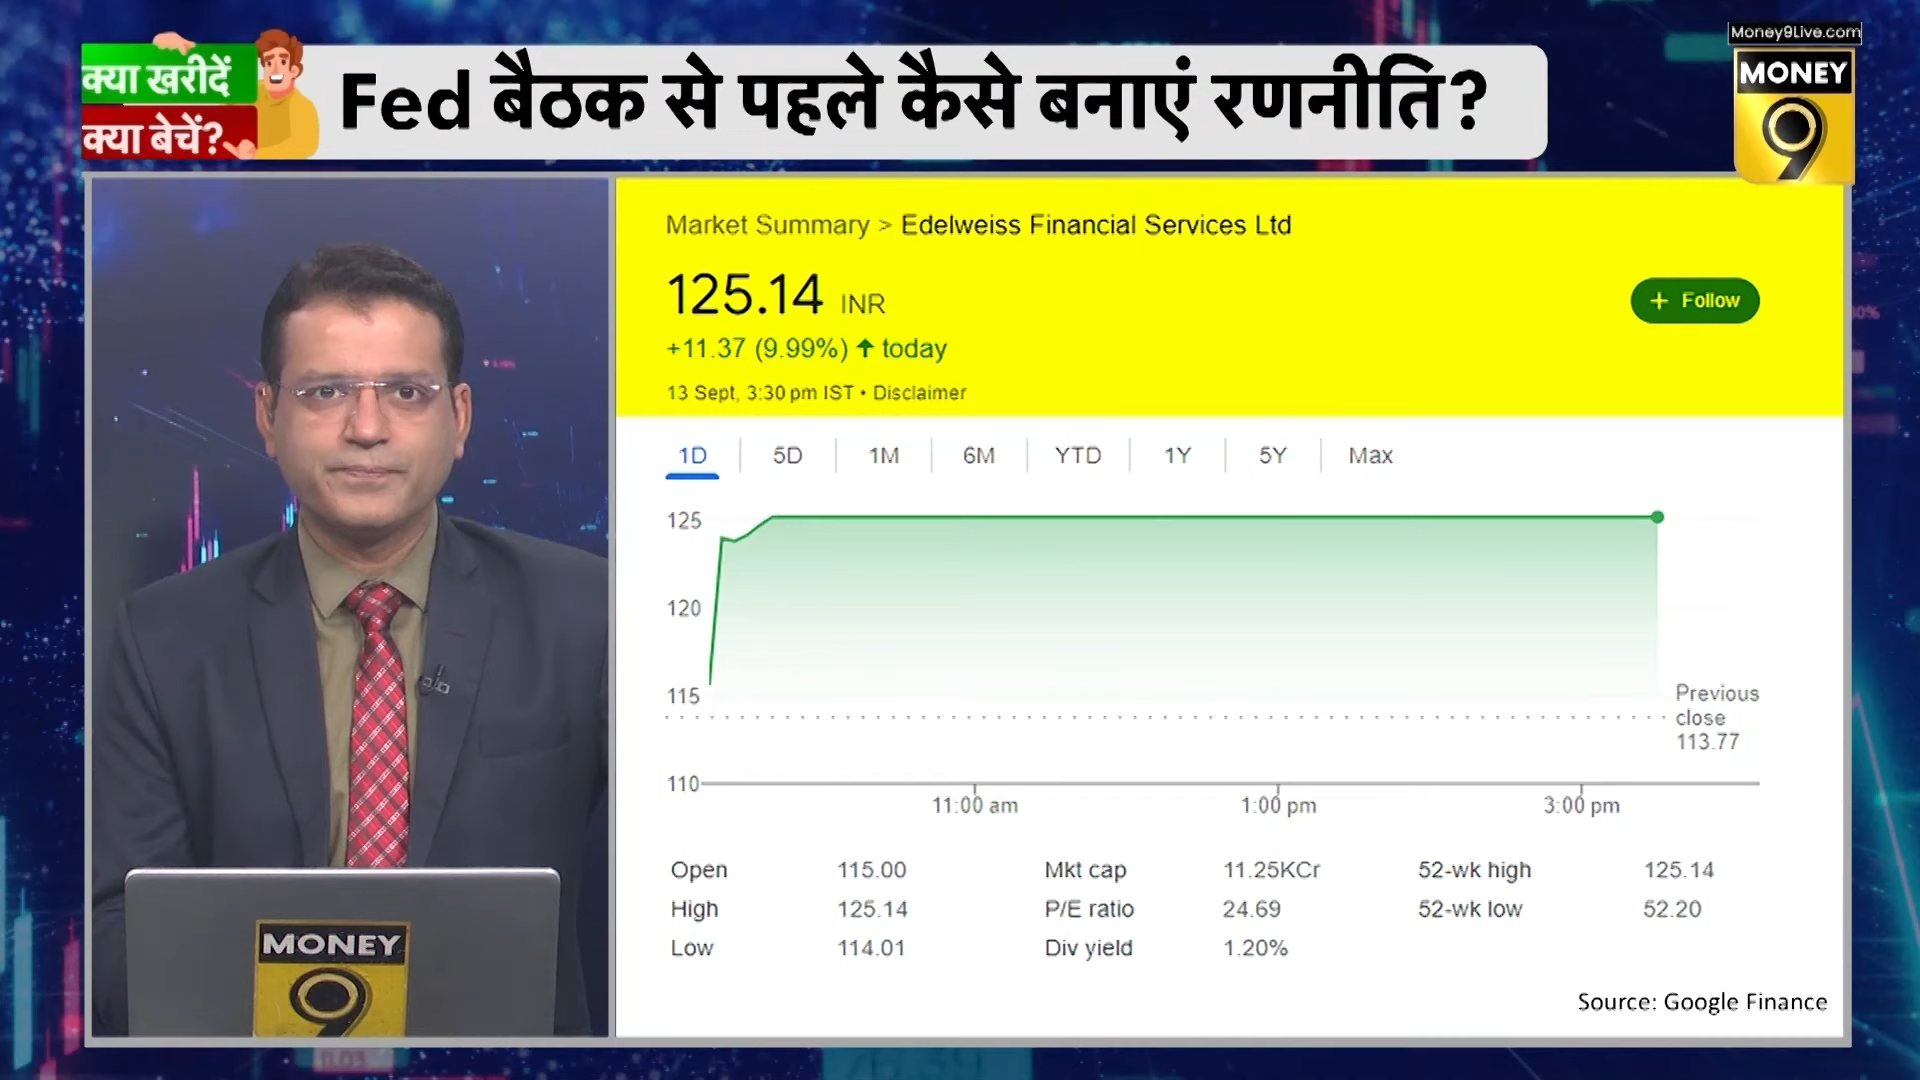 Money9Live.com
MONEY
9
क्या खरीदें
क्या बेचें?
Fed बैठक से पहले कैसे बनाएं रणनीति?
Market Summary > Edelweiss Financial Services Ltd
125.14 INR
+11.37 (9.99%) ↑ today
13 Sept, 3:30 pm IST • Disclaimer
+ Follow
1D 5D 1M 6M YTD 1Y 5Y Max
125
120
115
110
Previous
close
113.77
11:00 am 1:00 pm 3:00 pm
Open 115.00 Mkt cap 11.25KCr 52-wk high 125.14
High 125.14 P/E ratio 24.69 52-wk low 52.20
Low 114.01 Div yield 1.20%
Source: Google Finance
MONEY
9